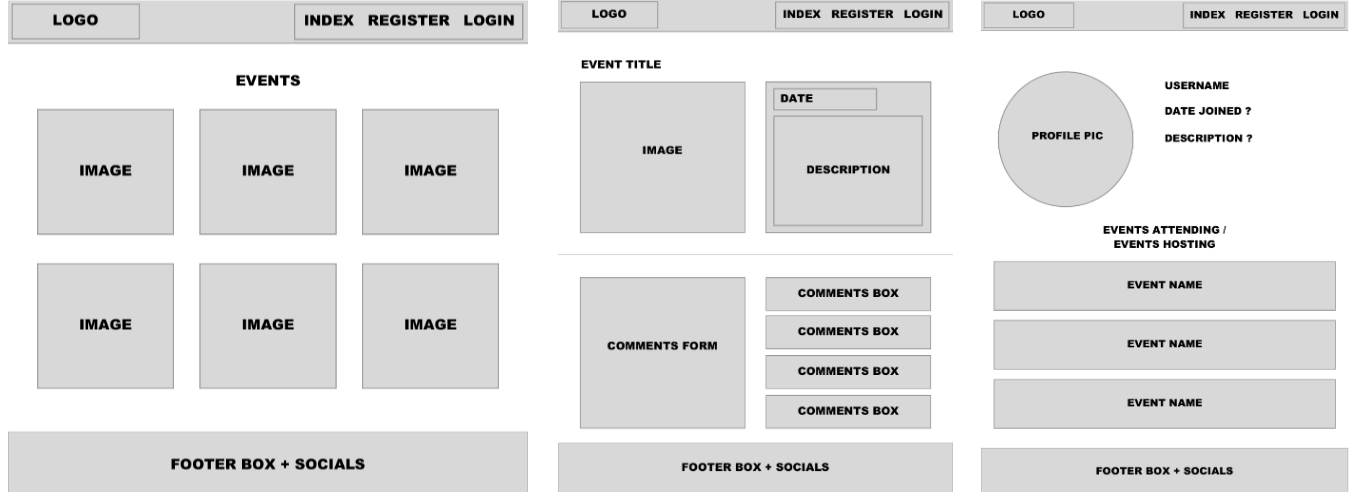 LOGO
INDEX REGISTER LOGIN
EVENTS
IMAGE
IMAGE
IMAGE
IMAGE
IMAGE
IMAGE
FOOTER BOX + SOCIALS
LOGO
INDEX REGISTER LOGIN
EVENT TITLE
IMAGE
DATE
DESCRIPTION
COMMENTS FORM
COMMENTS BOX
COMMENTS BOX
COMMENTS BOX
COMMENTS BOX
FOOTER BOX + SOCIALS
LOGO
INDEX REGISTER LOGIN
PROFILE PIC
USERNAME
DATE JOINED ?
DESCRIPTION ?
EVENTS ATTENDING /
EVENTS HOSTING
EVENT NAME
EVENT NAME
EVENT NAME
FOOTER BOX + SOCIALS